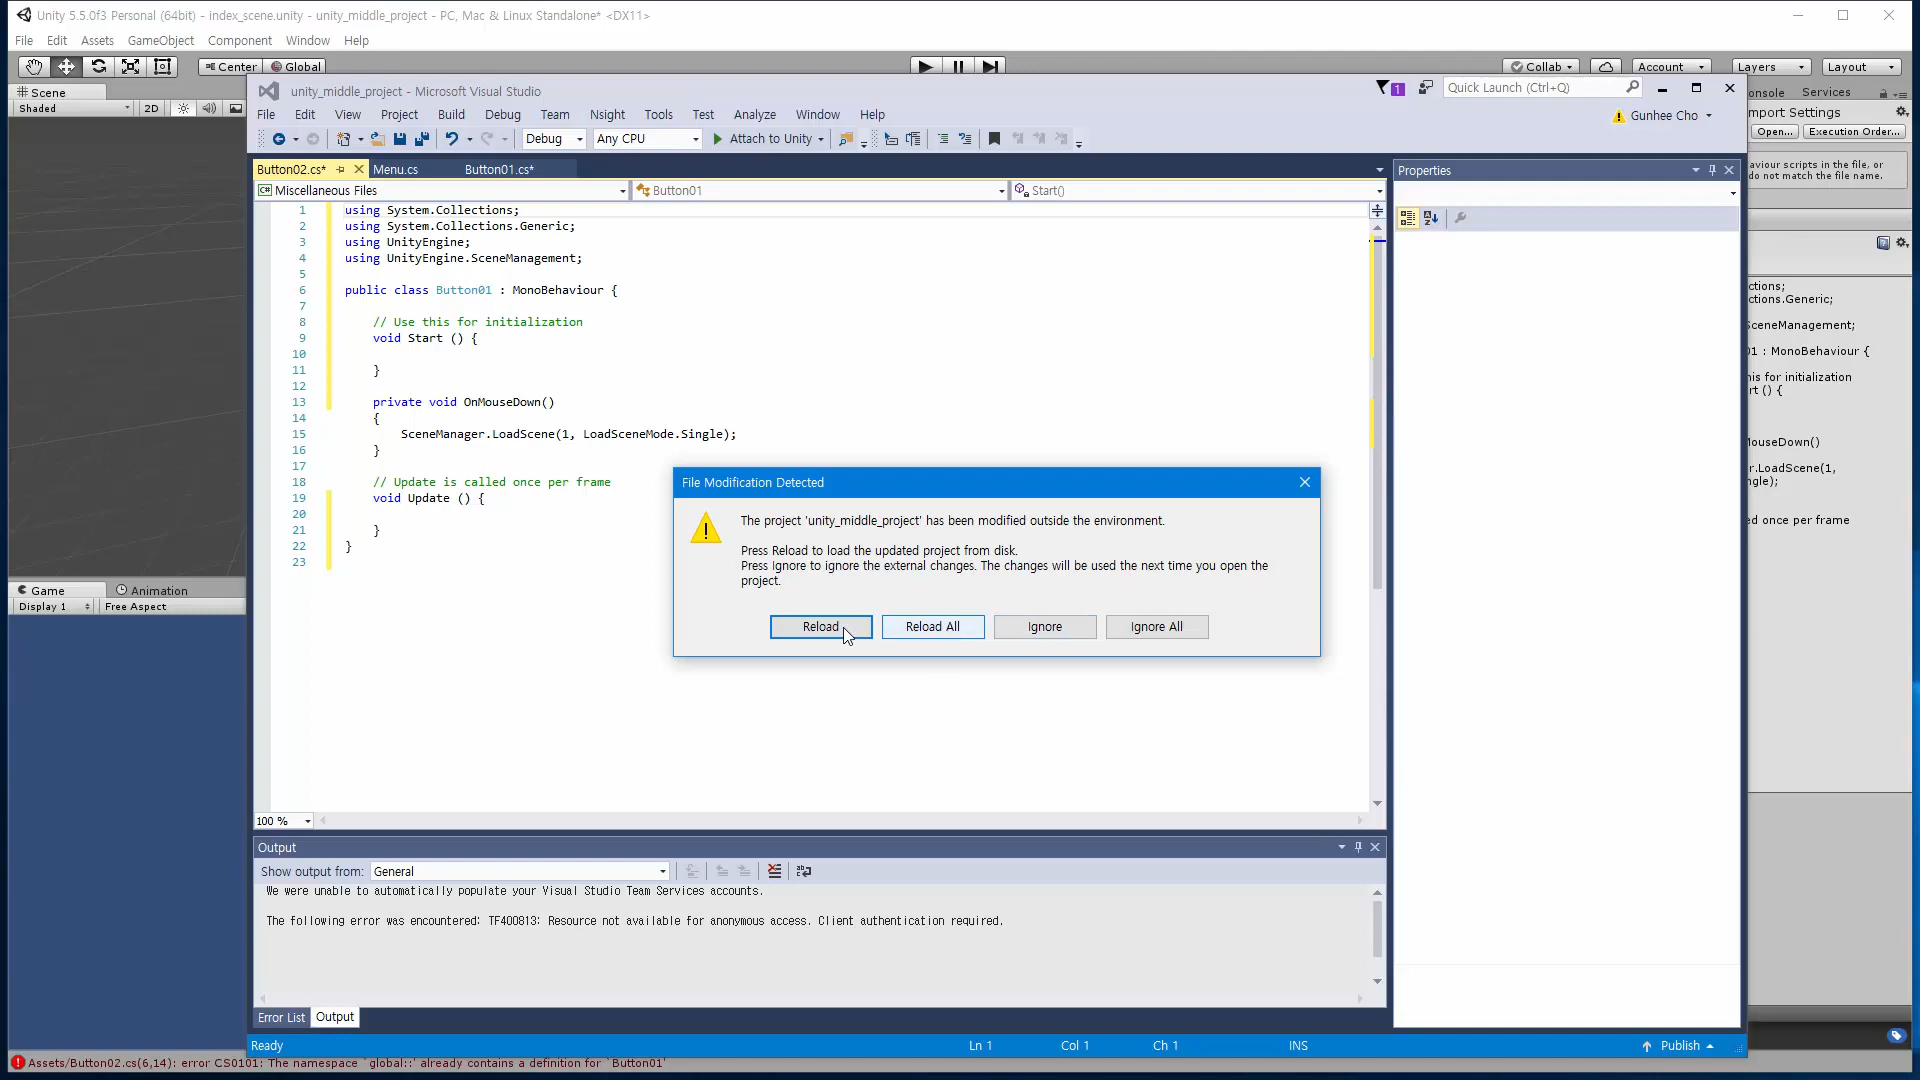 Unity 5.5.0f3 Personal (64bit) - index_scene.unity - unity_middle_project - PC, Mac & Linux Standalone* <DX11>
File Edit Assets GameObject Component Window Help
Center Global Collab Account Layers Layout
Scene
Shaded 2D
unity_middle_project - Microsoft Visual Studio
1 Quick Launch (Ctrl+Q)
onsole Services
File Edit View Project Build Debug Team Nsight Tools Test Analyze Window Help
Gunhee Cho
mport Settings
Open... Execution Order...
Debug Any CPU Attach to Unity
Button02.cs* Menu.cs Button01.cs*
Properties
aviour scripts in the file, or
do not match the file name.
C# Miscellaneous Files Button01 Start()
1 using System.Collections;
2 using System.Collections.Generic;
3 using UnityEngine;
4 using UnityEngine.SceneManagement;
5
6 public class Button01 : MonoBehaviour {
7
8 // Use this for initialization
9 void Start () {
10
11 }
12
13 private void OnMouseDown()
14 {
15 SceneManager.LoadScene(1, LoadSceneMode.Single);
16 }
17
18 // Update is called once per frame
19 void Update () {
20
21 }
22 }
23
ctions;
ctions.Generic;
SceneManagement;
01 : MonoBehaviour {
his for initialization
rt () {
MouseDown()
r.LoadScene(1,
ngle);
ed once per frame
File Modification Detected
The project 'unity_middle_project' has been modified outside the environment.
Press Reload to load the updated project from disk.
Press Ignore to ignore the external changes. The changes will be used the next time you open the
project.
Reload Reload All Ignore Ignore All
Game Animation
Display 1 Free Aspect
100 %
Output
Show output from: General
We were unable to automatically populate your Visual Studio Team Services accounts.
The following error was encountered: TF400813: Resource not available for anonymous access. Client authentication required.
Error List Output
Ready Ln 1 Col 1 Ch 1 INS Publish
Assets/Button02.cs(6,14): error CS0101: The namespace `global::' already contains a definition for `Button01'